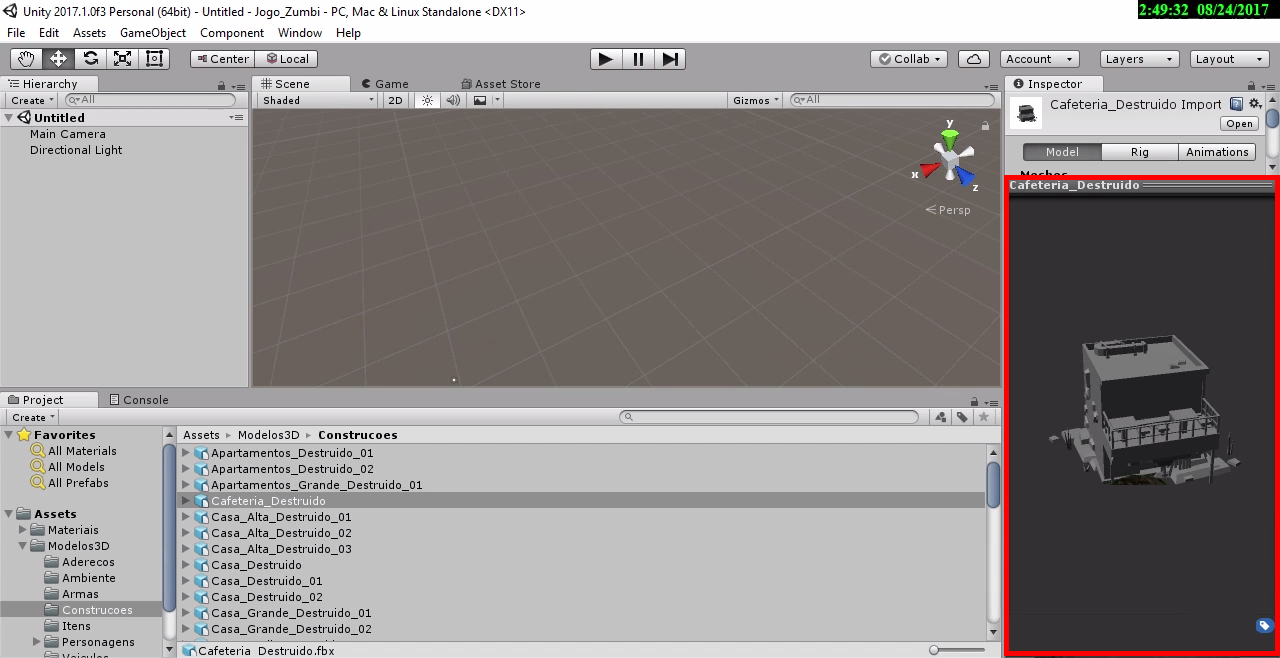 Unity 2017.1.0f3 Personal (64bit) - Untitled - Jogo_Zumbi - PC, Mac & Linux Standalone <DX11>
2:49:32 08/24/2017
File Edit Assets GameObject Component Window Help
Center Local Collab Account Layers Layout
Hierarchy
Create All
Untitled
Main Camera
Directional Light
Scene Game Asset Store
Shaded 2D Gizmos All
y
x
z
Persp
Inspector
Cafeteria_Destruido Import
Open
Model Rig Animations
Meshes
Cafeteria_Destruido
Project Console
Create
Favorites
All Materials
All Models
All Prefabs
Assets
Materiais
Modelos3D
Aderecos
Ambiente
Armas
Construcoes
Itens
Personagens
Veiculos
Assets Modelos3D Construcoes
Apartamentos_Destruido_01
Apartamentos_Destruido_02
Apartamentos_Grande_Destruido_01
Cafeteria_Destruido
Casa_Alta_Destruido_01
Casa_Alta_Destruido_02
Casa_Alta_Destruido_03
Casa_Destruido
Casa_Destruido_01
Casa_Destruido_02
Casa_Grande_Destruido_01
Casa_Grande_Destruido_02
Cafeteria_Destruido.fbx